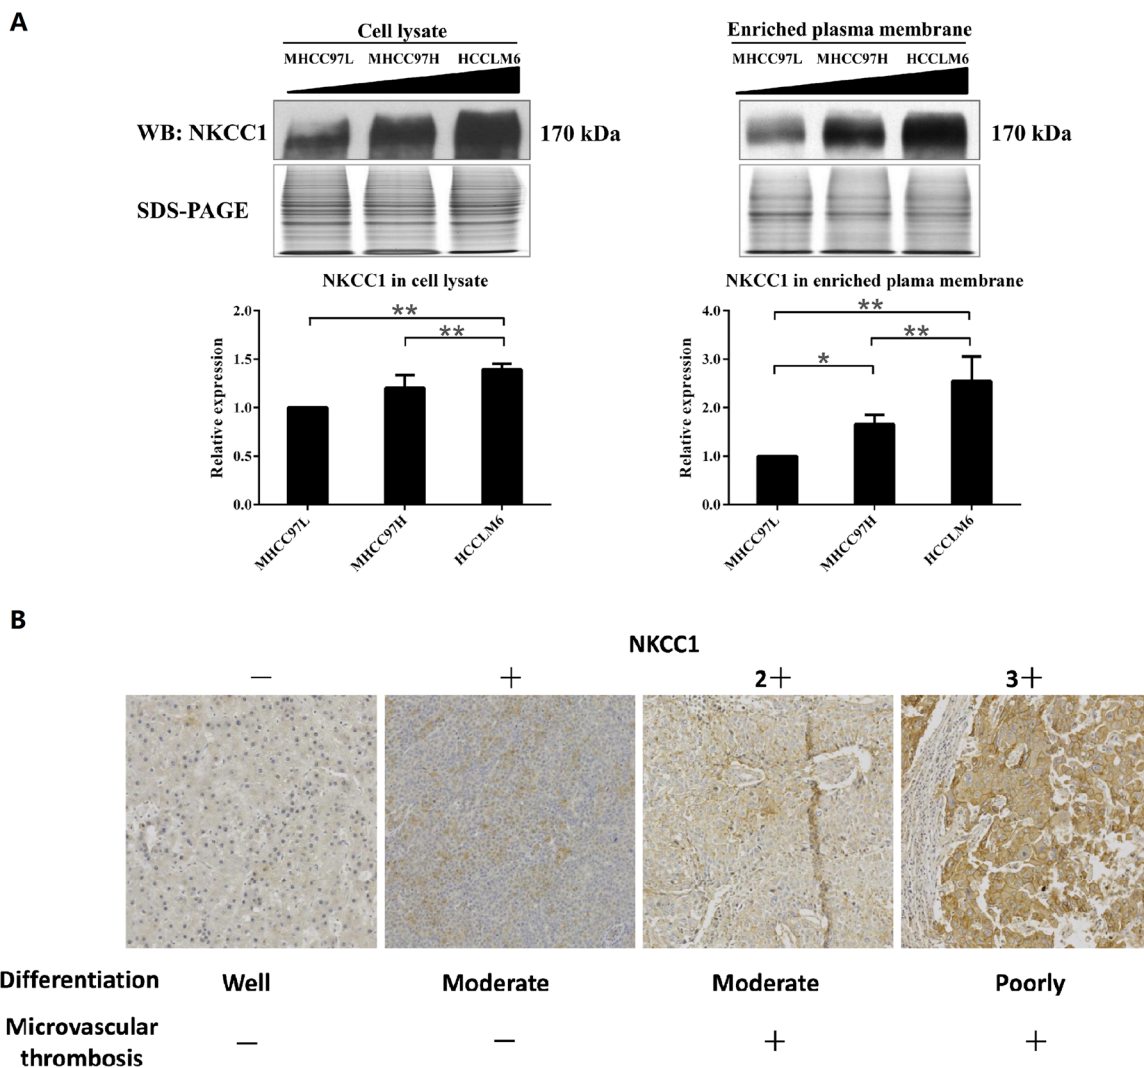 A
Cell lysate
MHCC97L MHCC97H HCCLM6
WB: NKCC1
170 kDa
SDS-PAGE
Enriched plasma membrane
MHCC97L MHCC97H HCCLM6
170 kDa
NKCC1 in cell lysate
Relative expression
2.0
1.5
1.0
0.5
0.0
**
**
MHCC97L
MHCC97H
HCCLM6
NKCC1 in enriched plama membrane
Relative expression
4.0
3.0
2.0
1.0
0.0
**
**
*
MHCC97L
MHCC97H
HCCLM6
B
NKCC1
− + 2+ 3+
Differentiation Well Moderate Moderate Poorly
Microvascular
thrombosis − − + +